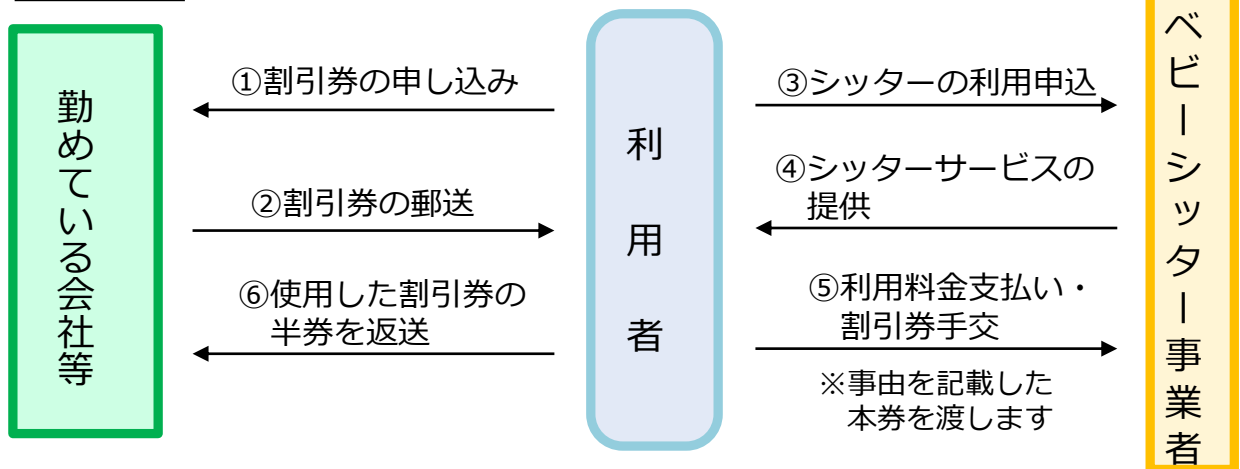 勤めている会社等
①割引券の申し込み
②割引券の郵送
⑥使用した割引券の
半券を返送
利用者
③シッターの利用申込
④シッターサービスの
提供
⑤利用料金支払い・
割引券手交
※事由を記載した
本券を渡します
ベビーシッター事業者